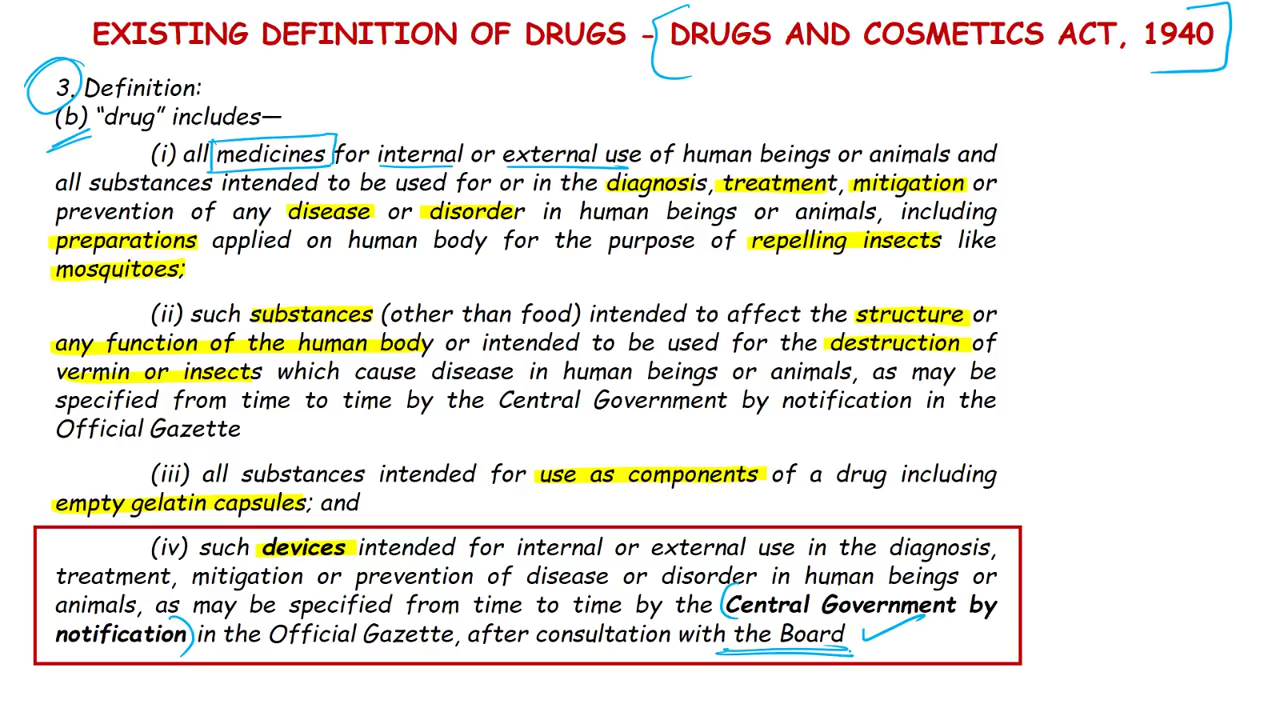 EXISTING DEFINITION OF DRUGS - DRUGS AND COSMETICS ACT, 1940
3. Definition:
(b) “drug” includes—
(i) all medicines for internal or external use of human beings or animals and
all substances intended to be used for or in the diagnosis, treatment, mitigation or
prevention of any disease or disorder in human beings or animals, including
preparations applied on human body for the purpose of repelling insects like
mosquitoes;
(ii) such substances (other than food) intended to affect the structure or
any function of the human body or intended to be used for the destruction of
vermin or insects which cause disease in human beings or animals, as may be
specified from time to time by the Central Government by notification in the
Official Gazette
(iii) all substances intended for use as components of a drug including
empty gelatin capsules; and
(iv) such devices intended for internal or external use in the diagnosis,
treatment, mitigation or prevention of disease or disorder in human beings or
animals, as may be specified from time to time by the Central Government by
notification in the Official Gazette, after consultation with the Board